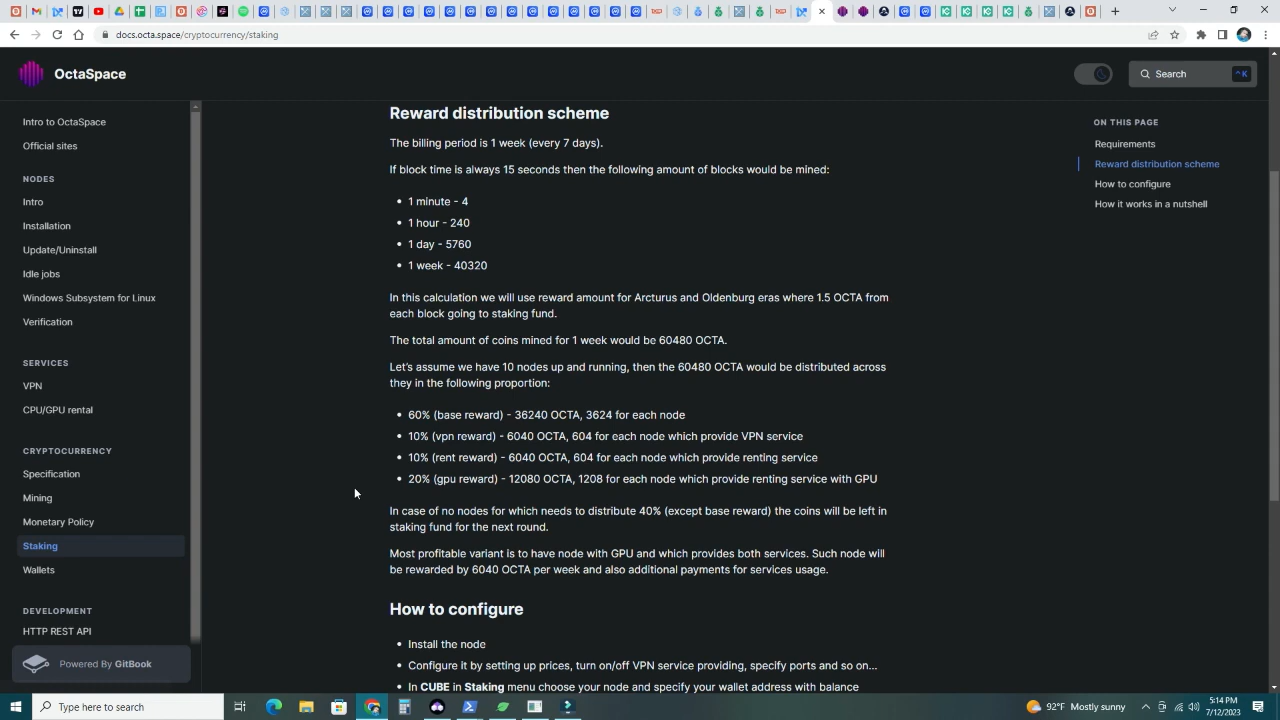 docs.octa.space/cryptocurrency/staking
OctaSpace
Search
^K
Intro to OctaSpace
Official sites
NODES
Intro
Installation
Update/Uninstall
Idle jobs
Windows Subsystem for Linux
Verification
SERVICES
VPN
CPU/GPU rental
CRYPTOCURRENCY
Specification
Mining
Monetary Policy
Staking
Wallets
DEVELOPMENT
HTTP REST API
Powered By GitBook
Reward distribution scheme
The billing period is 1 week (every 7 days).
If block time is always 15 seconds then the following amount of blocks would be mined:
• 1 minute - 4
• 1 hour - 240
• 1 day - 5760
• 1 week - 40320
In this calculation we will use reward amount for Arcturus and Oldenburg eras where 1.5 OCTA from
each block going to staking fund.
The total amount of coins mined for 1 week would be 60480 OCTA.
Let's assume we have 10 nodes up and running, then the 60480 OCTA would be distributed across
they in the following proportion:
• 60% (base reward) - 36240 OCTA, 3624 for each node
• 10% (vpn reward) - 6040 OCTA, 604 for each node which provide VPN service
• 10% (rent reward) - 6040 OCTA, 604 for each node which provide renting service
• 20% (gpu reward) - 12080 OCTA, 1208 for each node which provide renting service with GPU
In case of no nodes for which needs to distribute 40% (except base reward) the coins will be left in
staking fund for the next round.
Most profitable variant is to have node with GPU and which provides both services. Such node will
be rewarded by 6040 OCTA per week and also additional payments for services usage.
How to configure
• Install the node
• Configure it by setting up prices, turn on/off VPN service providing, specify ports and so on...
• In CUBE in Staking menu choose your node and specify your wallet address with balance
ON THIS PAGE
Requirements
Reward distribution scheme
How to configure
How it works in a nutshell
Type here to search
92°F Mostly sunny
5:14 PM
7/12/2023